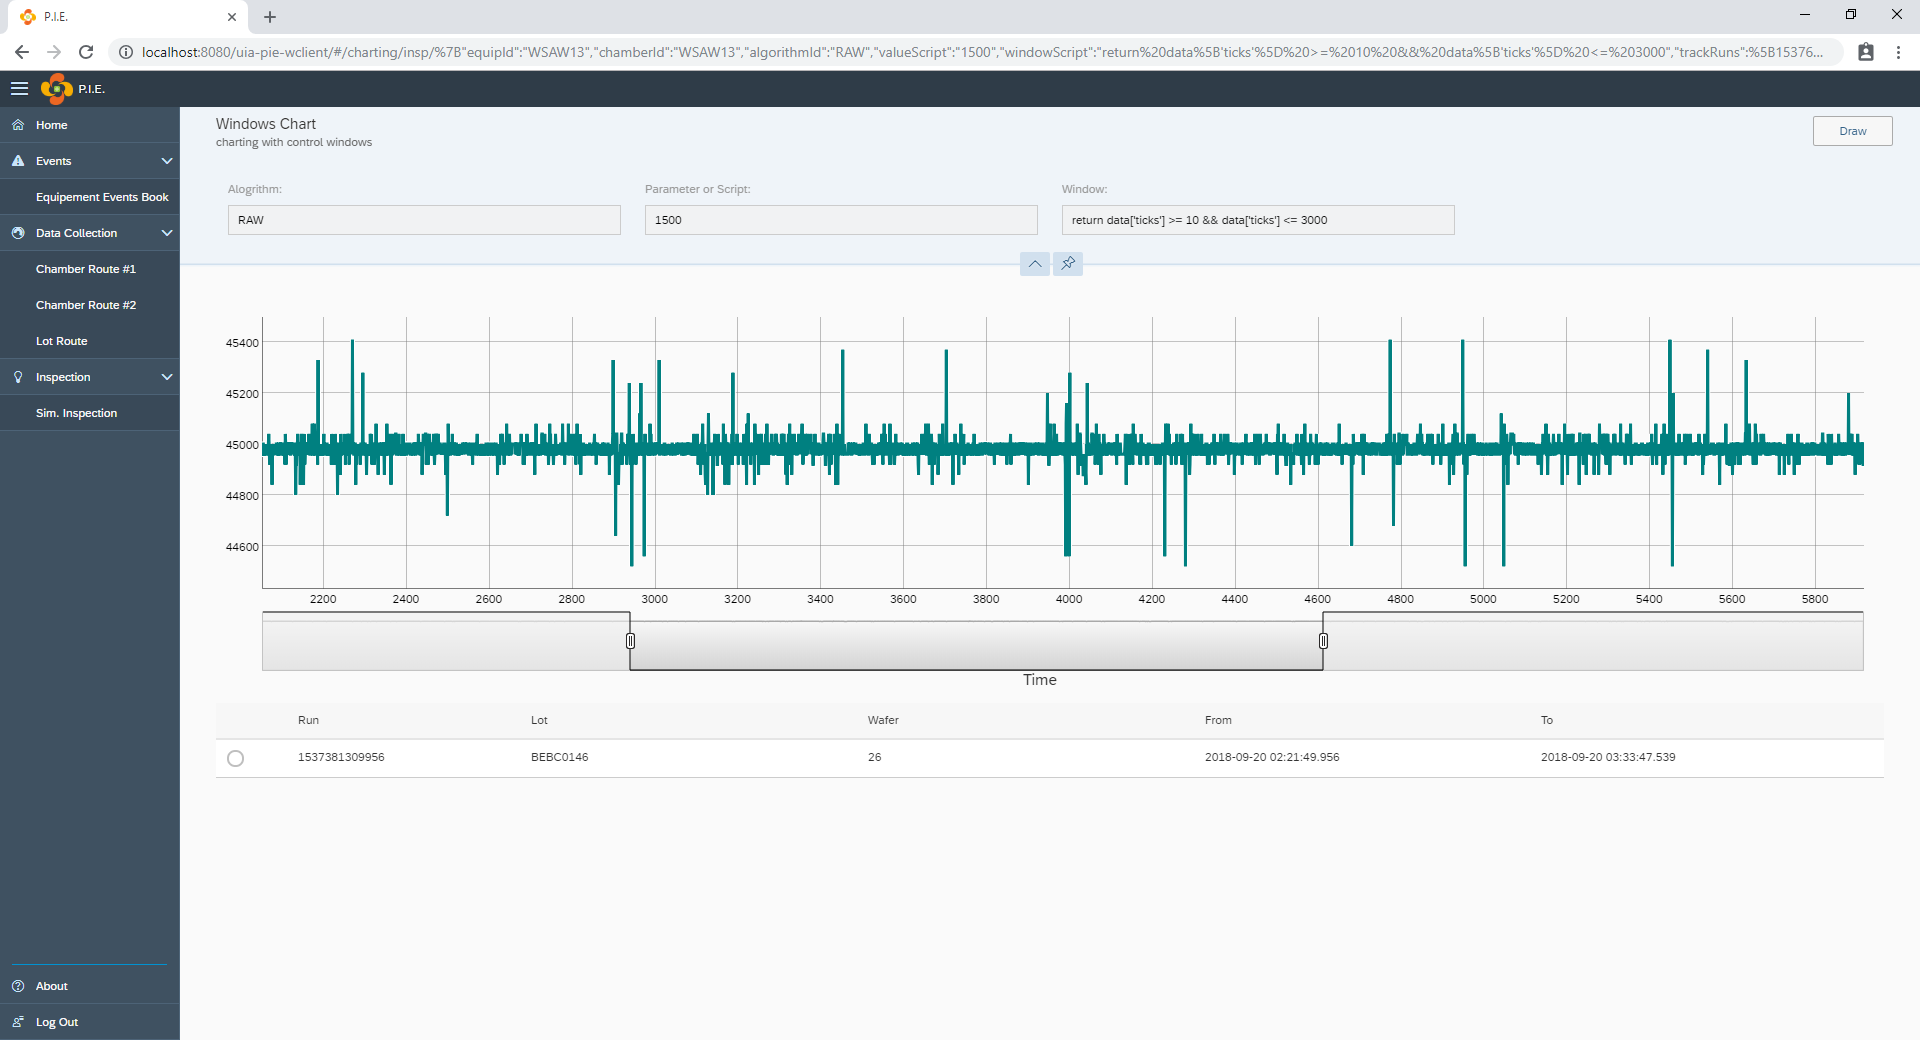 P.I.E.
localhost:8080/uia-pie-wclient/#/charting/insp/%7B"equipId":"WSAW13","chamberId":"WSAW13","algorithmId":"RAW","valueScript":"1500","windowScript":"return%20data%5B'ticks'%5D%20>=%2010%20&&%20data%5B'ticks'%5D%20<=%203000","trackRuns":%5B15376...
P.I.E.
Home
Events
Equipement Events Book
Data Collection
Chamber Route #1
Chamber Route #2
Lot Route
Inspection
Sim. Inspection
About
Log Out
Windows Chart
charting with control windows
Draw
Alogrithm:
Parameter or Script:
Window:
RAW
1500
return data['ticks'] >= 10 && data['ticks'] <= 3000
45400
45200
45000
44800
44600
2200 2400 2600 2800 3000 3200 3400 3600 3800 4000 4200 4400 4600 4800 5000 5200 5400 5600 5800
Time
Run Lot Wafer From To
1537381309956 BEBC0146 26 2018-09-20 02:21:49.956 2018-09-20 03:33:47.539